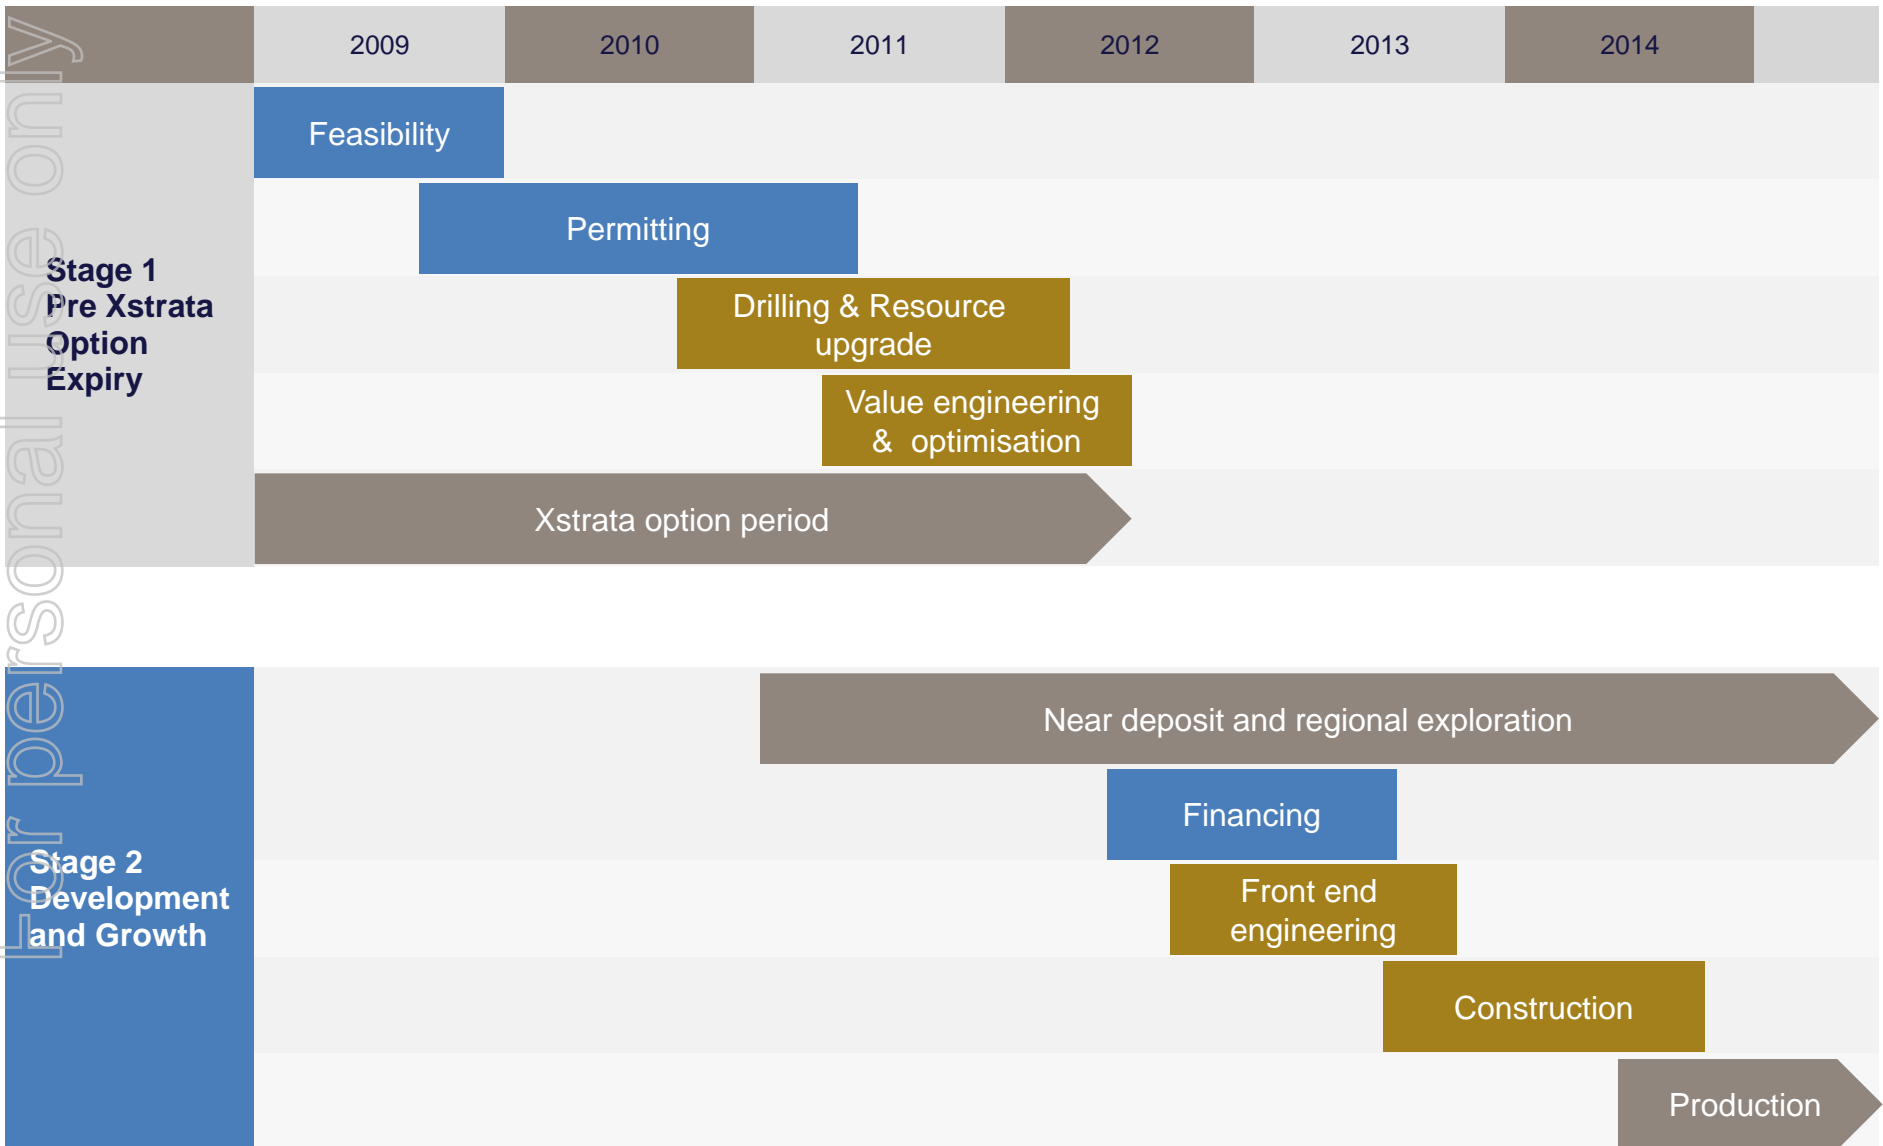 2009
2010
2011
2012
2013
2014
Stage 1
Pre Xstrata
Option
Expiry
Feasibility
Permitting
Drilling & Resource
upgrade
Value engineering
& optimisation
Xstrata option period
Stage 2
Development
and Growth
Near deposit and regional exploration
Financing
Front end
engineering
Construction
Production
For personal use only